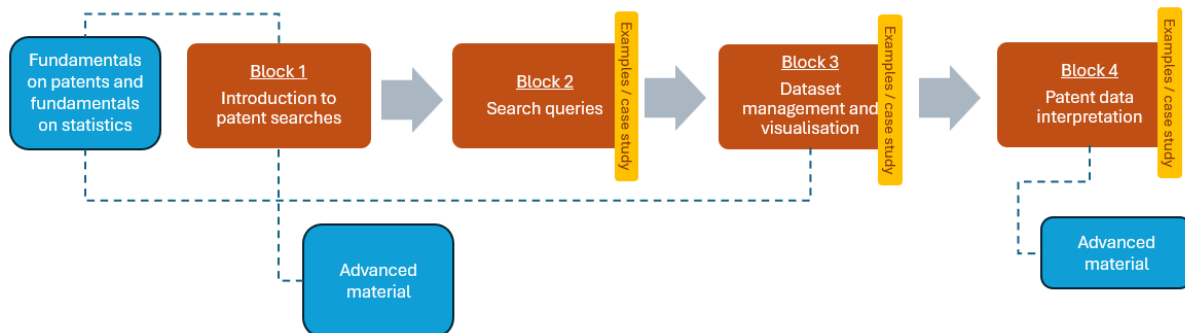 Fundamentals
on patents and
fundamentals
on statistics
Block 1
Introduction to
patent searches
Block 2
Search queries
Examples / case study
Block 3
Dataset
management and
visualisation
Examples / case study
Block 4
Patent data
interpretation
Examples / case study
Advanced
material
Advanced
material